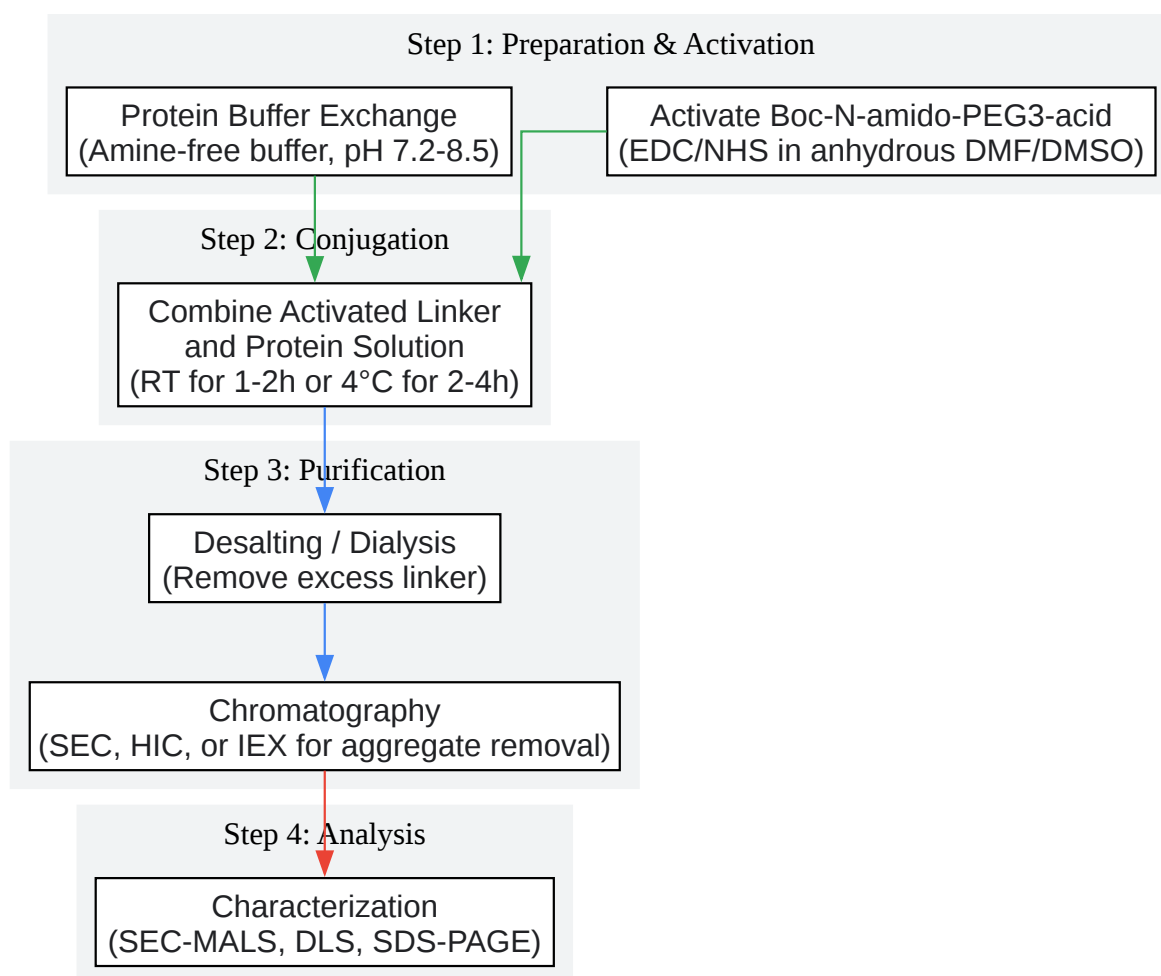 Step 1: Preparation & Activation
Protein Buffer Exchange
(Amine-free buffer, pH 7.2-8.5)
Activate Boc-N-amido-PEG3-acid
(EDC/NHS in anhydrous DMF/DMSO)
Step 2: Conjugation
Combine Activated Linker
and Protein Solution
(RT for 1-2h or 4°C for 2-4h)
Step 3: Purification
Desalting / Dialysis
(Remove excess linker)
Chromatography
(SEC, HIC, or IEX for aggregate removal)
Step 4: Analysis
Characterization
(SEC-MALS, DLS, SDS-PAGE)